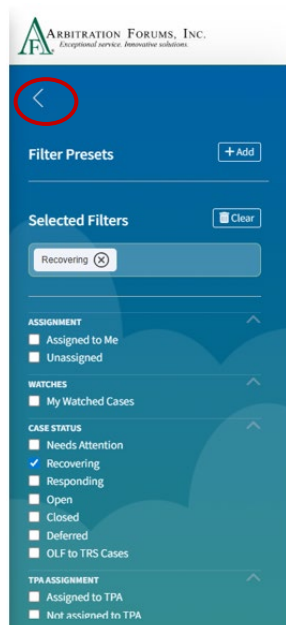 ARBITRATION FORUMS, INC.
Exceptional service. Innovative solutions.
Filter Presets
+ Add
Selected Filters
Clear
Recovering
ASSIGNMENT
Assigned to Me
Unassigned
WATCHES
My Watched Cases
CASE STATUS
Needs Attention
Recovering
Responding
Open
Closed
Deferred
OLF to TRS Cases
TPA ASSIGNMENT
Assigned to TPA
Not assigned to TPA